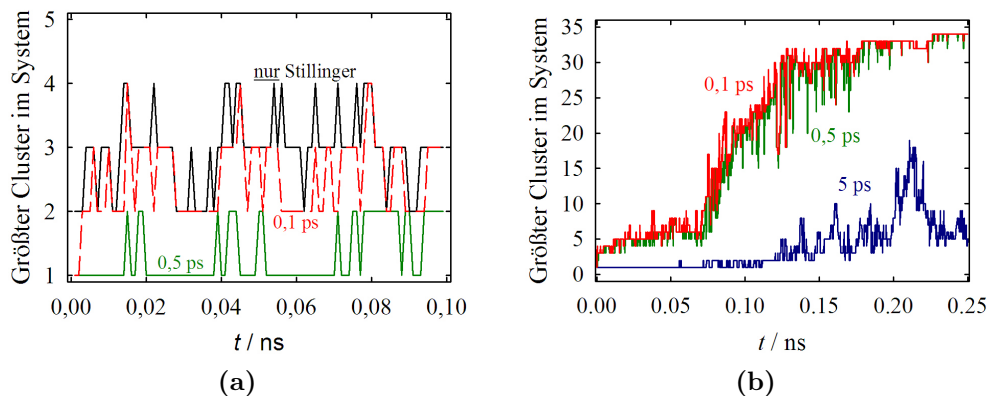 Größter Cluster im System
5
4
3
2
1
nur Stillinger
0,1 ps
0,5 ps
0,00 0,02 0,04 0,06 0,08 0,10
t / ns
(a)
Größter Cluster im System
35
30
25
20
15
10
5
0
0,1 ps
0,5 ps
5 ps
0.00 0.05 0.10 0.15 0.20 0.25
t / ns
(b)